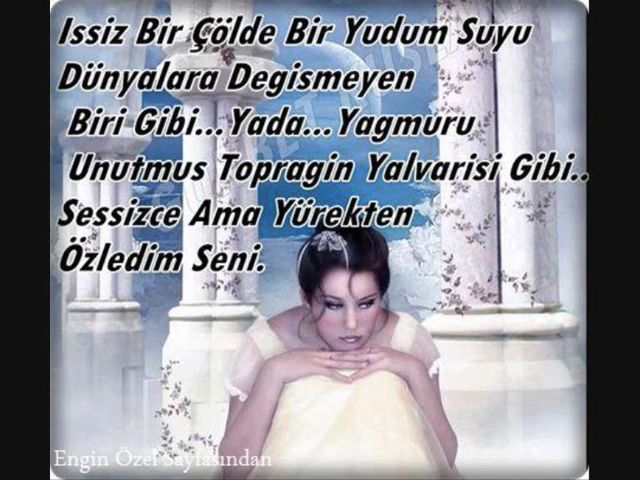 Issiz Bir Çölde Bir Yudum Suyu
Dünyalara Degismeyen
Biri Gibi...Yada...Yagmuru
Unutmus Topragin Yalvarisi Gibi..
Sessizce Ama Yürekten
Özledim Seni.
Engin Özel Sayfasından